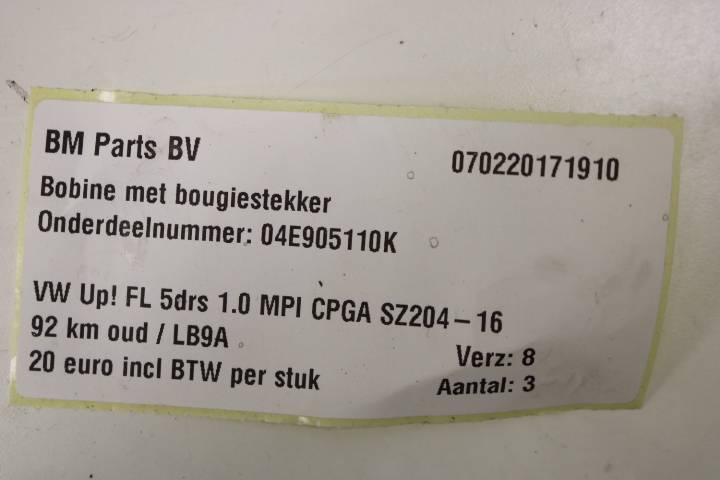 BM Parts BV
070220171910
Bobine met bougiestekker
Onderdeelnummer: 04E905110K
VW Up! FL 5drs 1.0 MPI CPGA SZ204-16
92 km oud / LB9A
Verz: 8
20 euro incl BTW per stuk
Aantal: 3